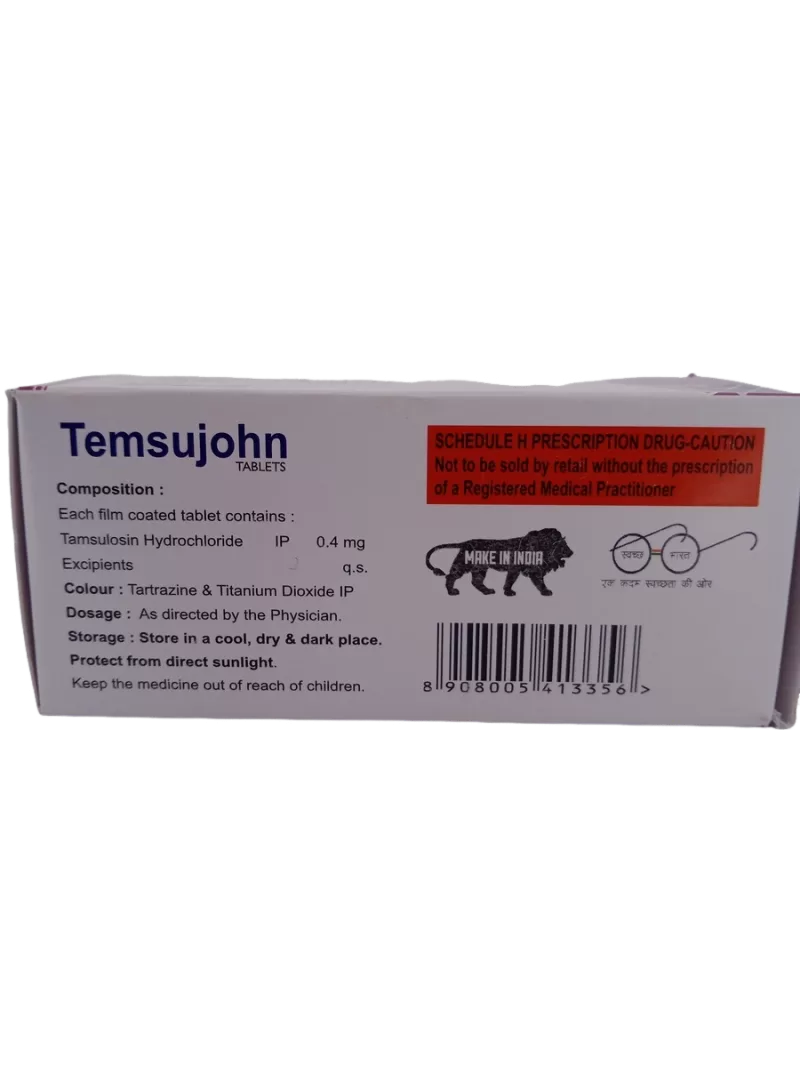 Temsujohn
TABLETS
Composition :
Each film coated tablet contains :
Tamsulosin Hydrochloride IP 0.4 mg
Excipients q.s.
Colour : Tartrazine & Titanium Dioxide IP
Dosage : As directed by the Physician.
Storage : Store in a cool, dry & dark place.
Protect from direct sunlight.
Keep the medicine out of reach of children.
SCHEDULE H PRESCRIPTION DRUG-CAUTION
Not to be sold by retail without the prescription
of a Registered Medical Practitioner
MAKE IN INDIA
स्वच्छ भारत
एक कदम स्वच्छता की ओर
8 908005 413356 >